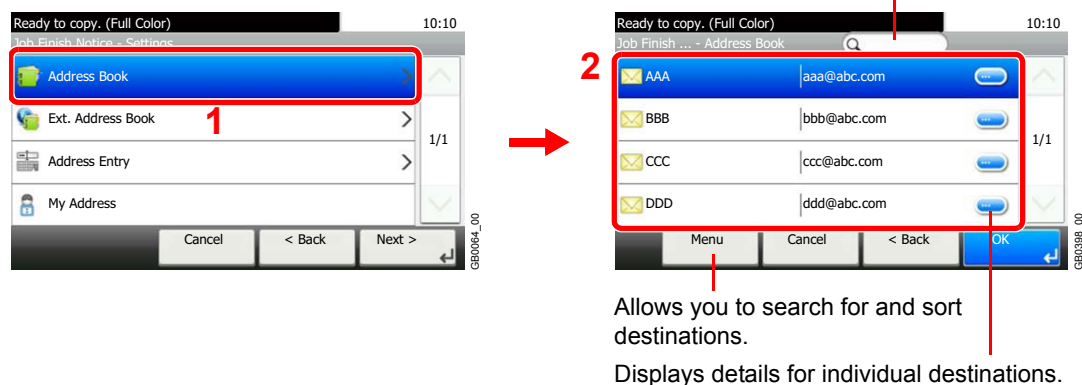 Ready to copy. (Full Color)
10:10
Job Finish Notice - Settings
Address Book
1
Ext. Address Book
1/1
Address Entry
My Address
Cancel
< Back
Next >
GB0064_00
Ready to copy. (Full Color)
10:10
Job Finish ... - Address Book
2
AAA aaa@abc.com
BBB bbb@abc.com
1/1
CCC ccc@abc.com
DDD ddd@abc.com
Menu
Cancel
< Back
OK
GB0398_00
Allows you to search for and sort
destinations.
Displays details for individual destinations.